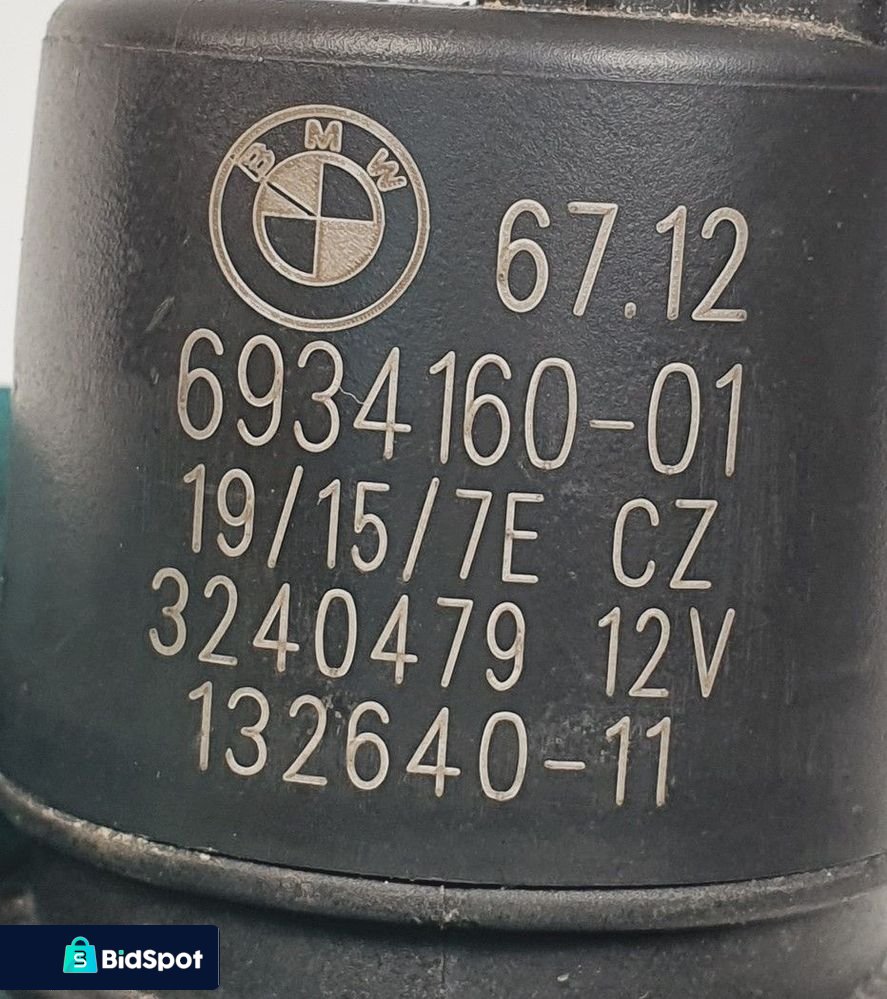 BMW
67.12
6934160-01
19/15/7E CZ
3240479 12V
132640-11
S BidSpot